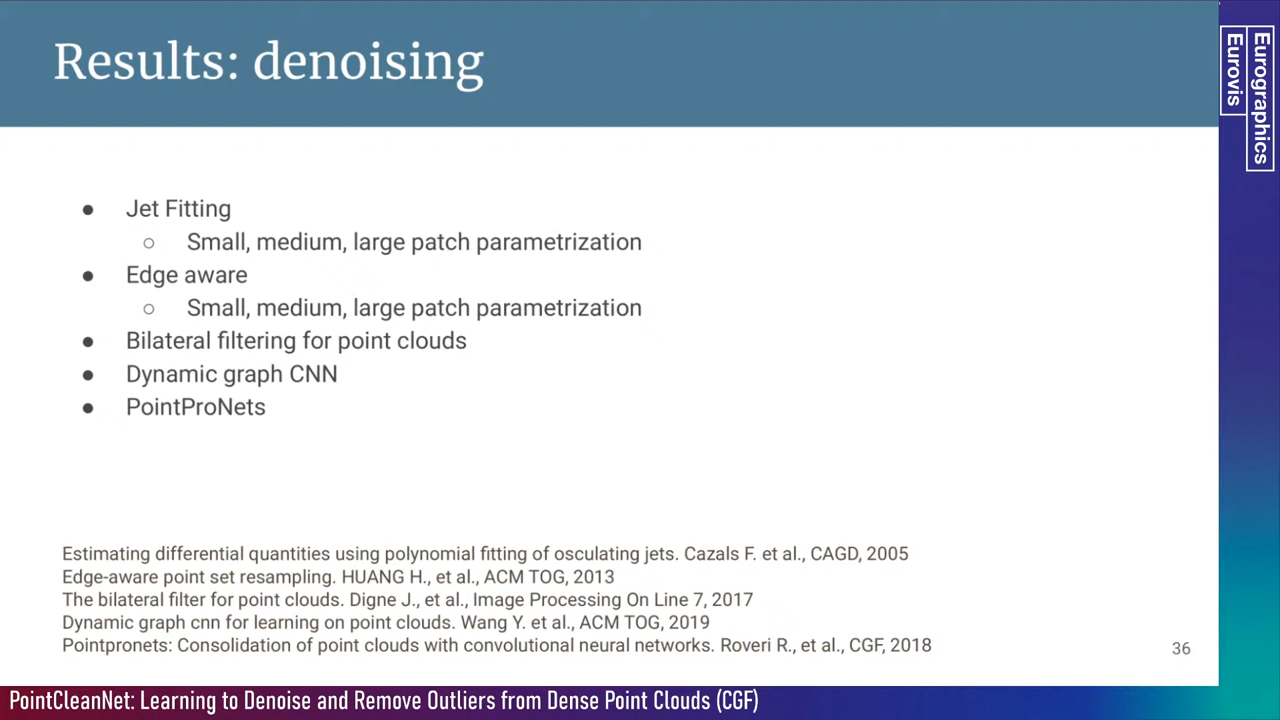 Results: denoising
Eurographics
Eurovis
● Jet Fitting
○ Small, medium, large patch parametrization
● Edge aware
○ Small, medium, large patch parametrization
● Bilateral filtering for point clouds
● Dynamic graph CNN
● PointProNets
Estimating differential quantities using polynomial fitting of osculating jets. Cazals F. et al., CAGD, 2005
Edge-aware point set resampling. HUANG H., et al., ACM TOG, 2013
The bilateral filter for point clouds. Digne J., et al., Image Processing On Line 7, 2017
Dynamic graph cnn for learning on point clouds. Wang Y. et al., ACM TOG, 2019
Pointpronets: Consolidation of point clouds with convolutional neural networks. Roveri R., et al., CGF, 2018
36
PointCleanNet: Learning to Denoise and Remove Outliers from Dense Point Clouds (CGF)